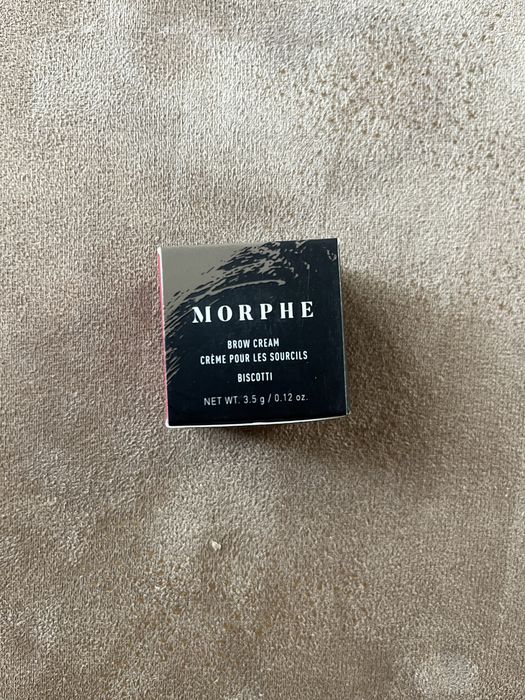 MORPHE
BROW CREAM
CRÈME POUR LES SOURCILS
BISCOTTI
NET WT. 3.5 g / 0.12 oz.